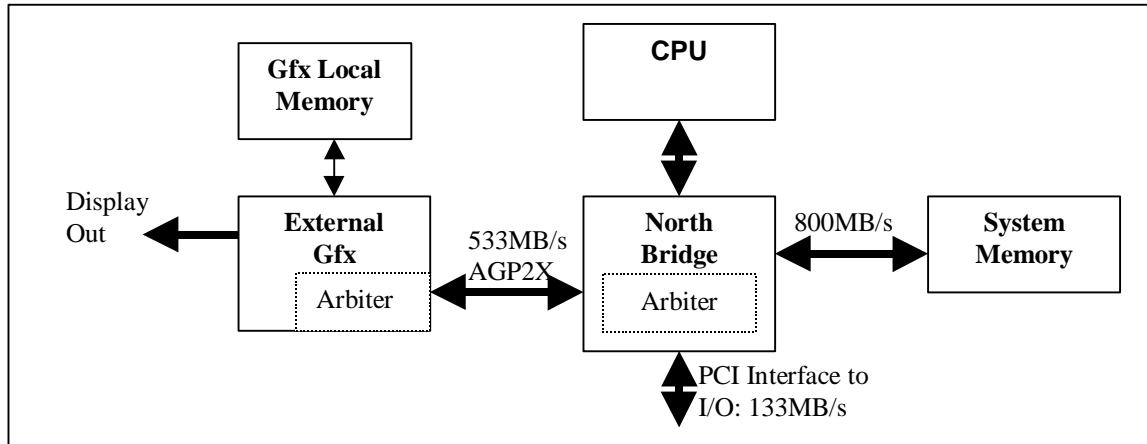 CPU
Gfx Local
Memory
Display
Out
External
Gfx
Arbiter
533MB/s
AGP2X
North
Bridge
Arbiter
800MB/s
System
Memory
PCI Interface to
I/O: 133MB/s